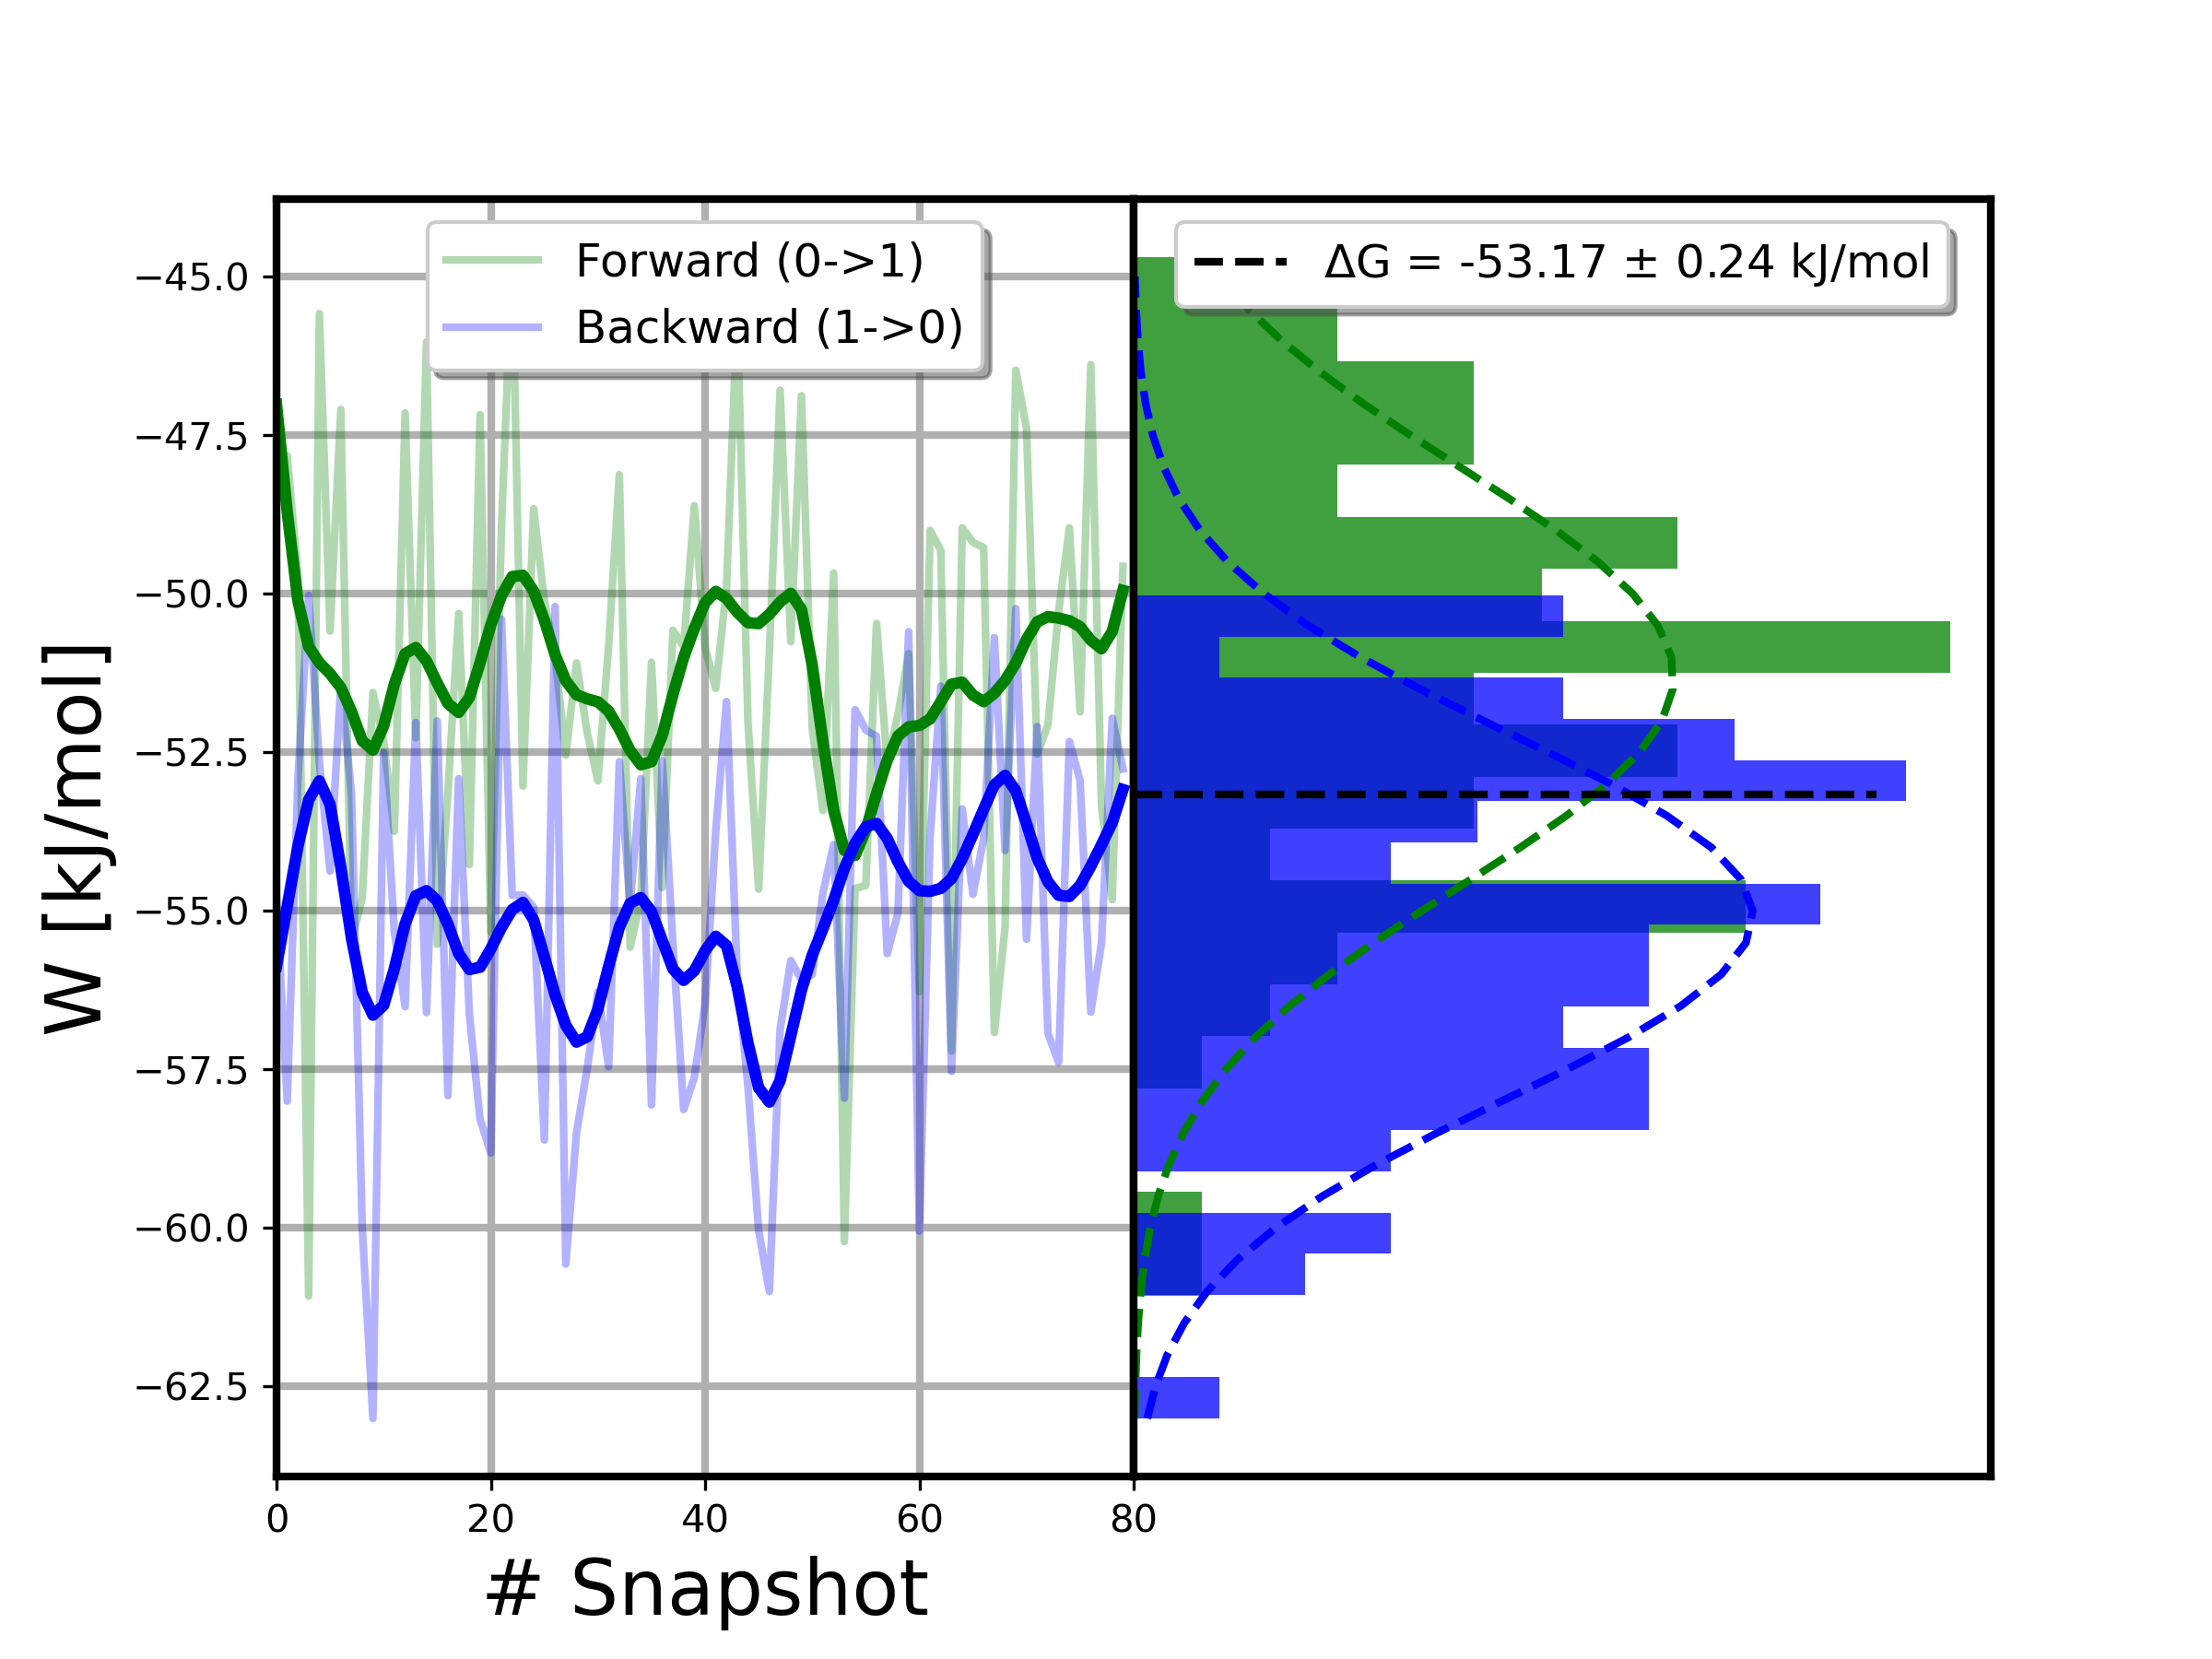 Forward (0->1)
Backward (1->0)
ΔG = -53.17 ± 0.24 kJ/mol
−45.0
−47.5
−50.0
−52.5
−55.0
−57.5
−60.0
−62.5
W [kJ/mol]
0 20 40 60 80
# Snapshot